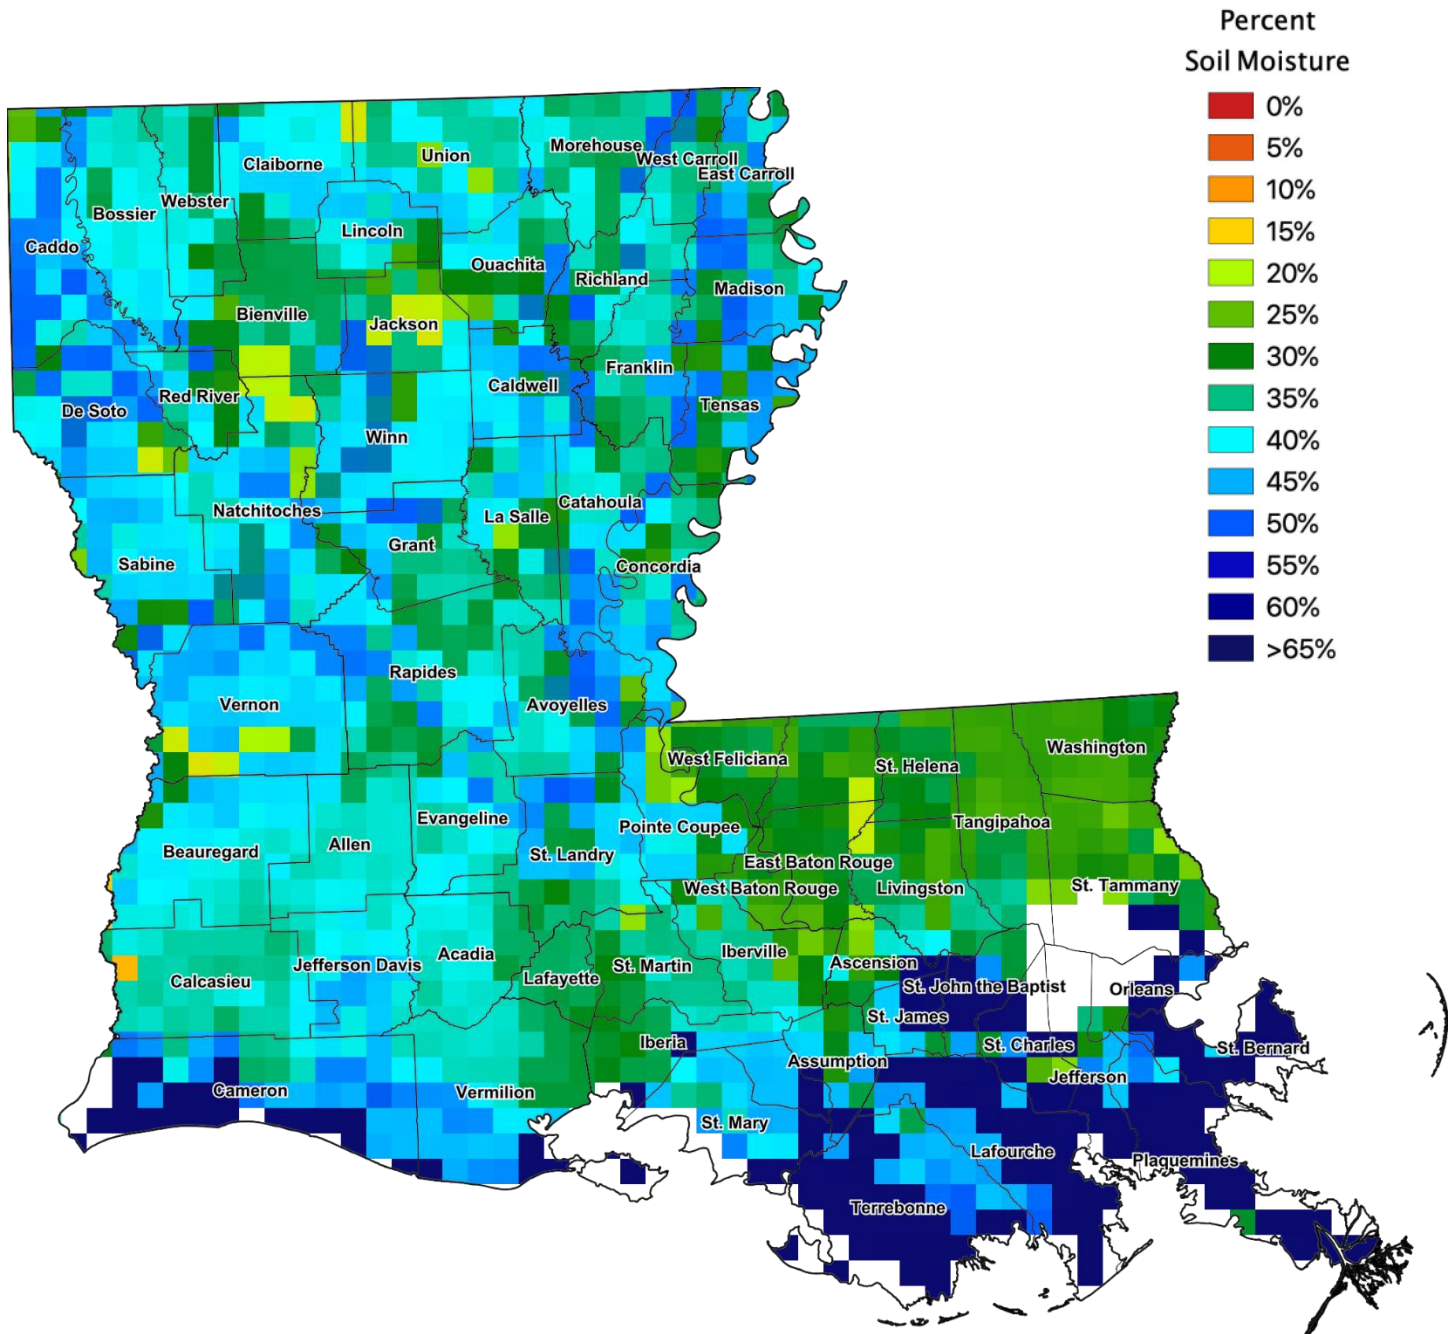 Percent
Soil Moisture
0%
5%
10%
15%
20%
25%
30%
35%
40%
45%
50%
55%
60%
>65%
Morehouse
Union
West Carroll
Claiborne
East Carroll
Webster
Bossier
Lincoln
Caddo
Ouachita
Richland
Madison
Bienville
Jackson
Franklin
Caldwell
Red River
Tensas
De Soto
Winn
Catahoula
Natchitoches
La Salle
Grant
Sabine
Concordia
Rapides
Vernon
Avoyelles
Washington
West Feliciana
St. Helena
Evangeline
Tangipahoa
Pointe Coupee
Allen
Beauregard
St. Landry
East Baton Rouge
St. Tammany
West Baton Rouge
Livingston
Iberville
Acadia
Ascension
Jefferson Davis
St. Martin
Lafayette
Calcasieu
St. John the Baptist
Orleans
St. James
Iberia
St. Charles
St. Bernard
Assumption
Jefferson
Cameron
Vermilion
St. Mary
Lafourche
Plaquemines
Terrebonne